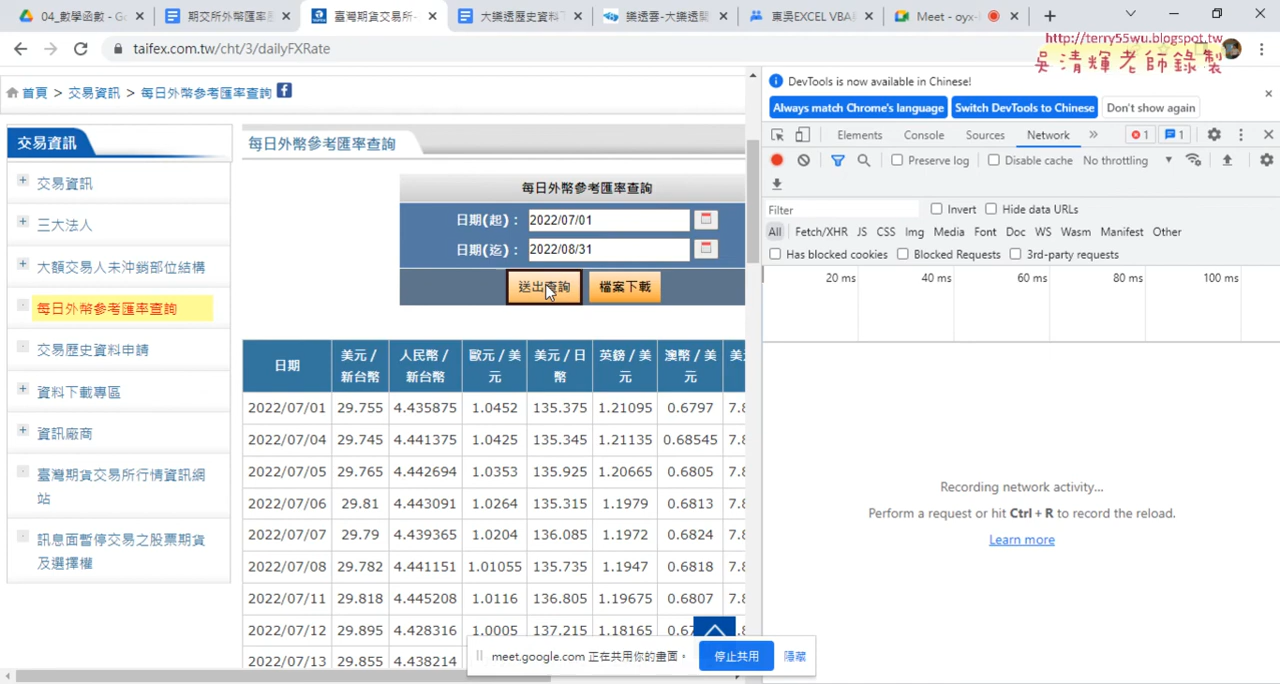 04_數學函數 - G
期交所外幣匯率
臺灣期貨交易所-
大樂透歷史資料
樂透雲-大樂透
東吳EXCEL VBA
Meet - oyx
taifex.com.tw/cht/3/dailyFXRate
http://terry55wu.blogspot.tw
吳清輝老師錄製
首頁 > 交易資訊 > 每日外幣參考匯率查詢
交易資訊
交易資訊
三大法人
大額交易人未沖銷部位結構
每日外幣參考匯率查詢
交易歷史資料申請
資料下載專區
資訊廠商
臺灣期貨交易所行情資訊網
站
訊息面暫停交易之股票期貨
及選擇權
每日外幣參考匯率查詢
每日外幣參考匯率查詢
日期(起)： 2022/07/01
日期(迄)： 2022/08/31
送出查詢 檔案下載
日期 美元 / 新台幣 人民幣 / 新台幣 歐元 / 美元 美元 / 日幣 英鎊 / 美元 澳幣 / 美元 美
2022/07/01 29.755 4.435875 1.0452 135.375 1.21095 0.6797 7.8
2022/07/04 29.745 4.441375 1.0425 135.345 1.21135 0.68545 7.8
2022/07/05 29.765 4.442694 1.0353 135.925 1.20665 0.6805 7.8
2022/07/06 29.81 4.443091 1.0264 135.315 1.1979 0.6813 7.8
2022/07/07 29.79 4.439365 1.0204 136.085 1.1972 0.6824 7.8
2022/07/08 29.782 4.441151 1.01055 135.735 1.1947 0.6818 7.8
2022/07/11 29.818 4.445208 1.0116 136.805 1.19675 0.6807 7.8
2022/07/12 29.895 4.428316 1.0005 137.215 1.18165
2022/07/13 29.855 4.438214
meet.google.com 正在共用你的畫面。 停止共用 隱藏
DevTools is now available in Chinese!
Always match Chrome's language Switch DevTools to Chinese Don't show again
Elements Console Sources Network » 1 1
Preserve log Disable cache No throttling
Filter Invert Hide data URLs
All Fetch/XHR JS CSS Img Media Font Doc WS Wasm Manifest Other
Has blocked cookies Blocked Requests 3rd-party requests
20 ms 40 ms 60 ms 80 ms 100 ms
Recording network activity...
Perform a request or hit Ctrl + R to record the reload.
Learn more